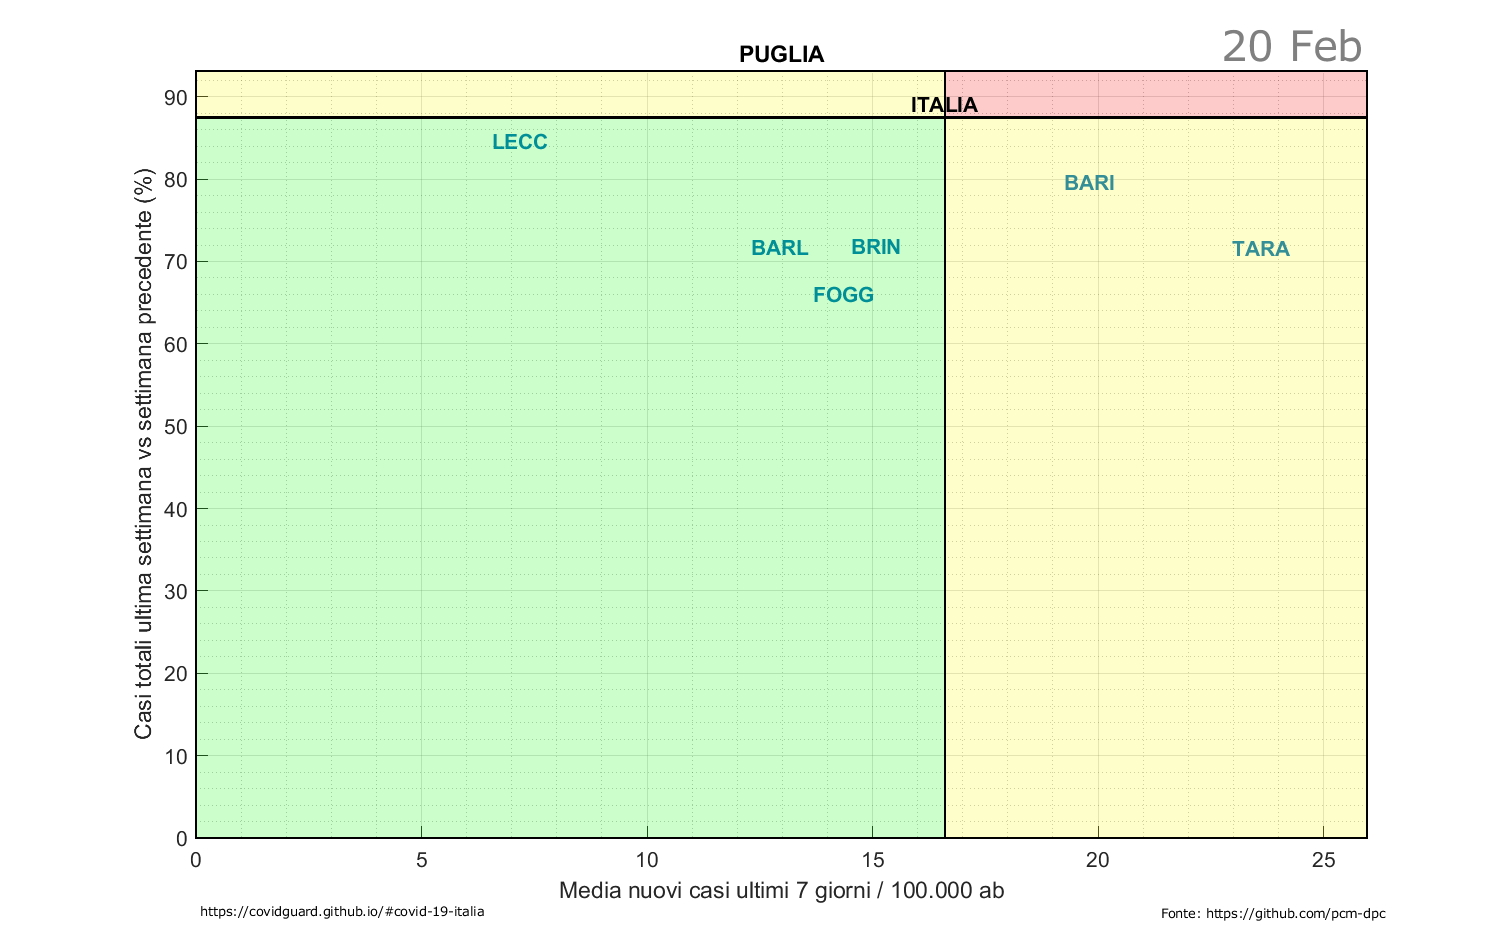 20 Feb
PUGLIA
ITALIA
LECC
BARI
BARL
BRIN
TARA
FOGG
Casi totali ultima settimana vs settimana precedente (%)
90
80
70
60
50
40
30
20
10
0
0 5 10 15 20 25
Media nuovi casi ultimi 7 giorni / 100.000 ab
https://covidguard.github.io/#covid-19-italia
Fonte: https://github.com/pcm-dpc